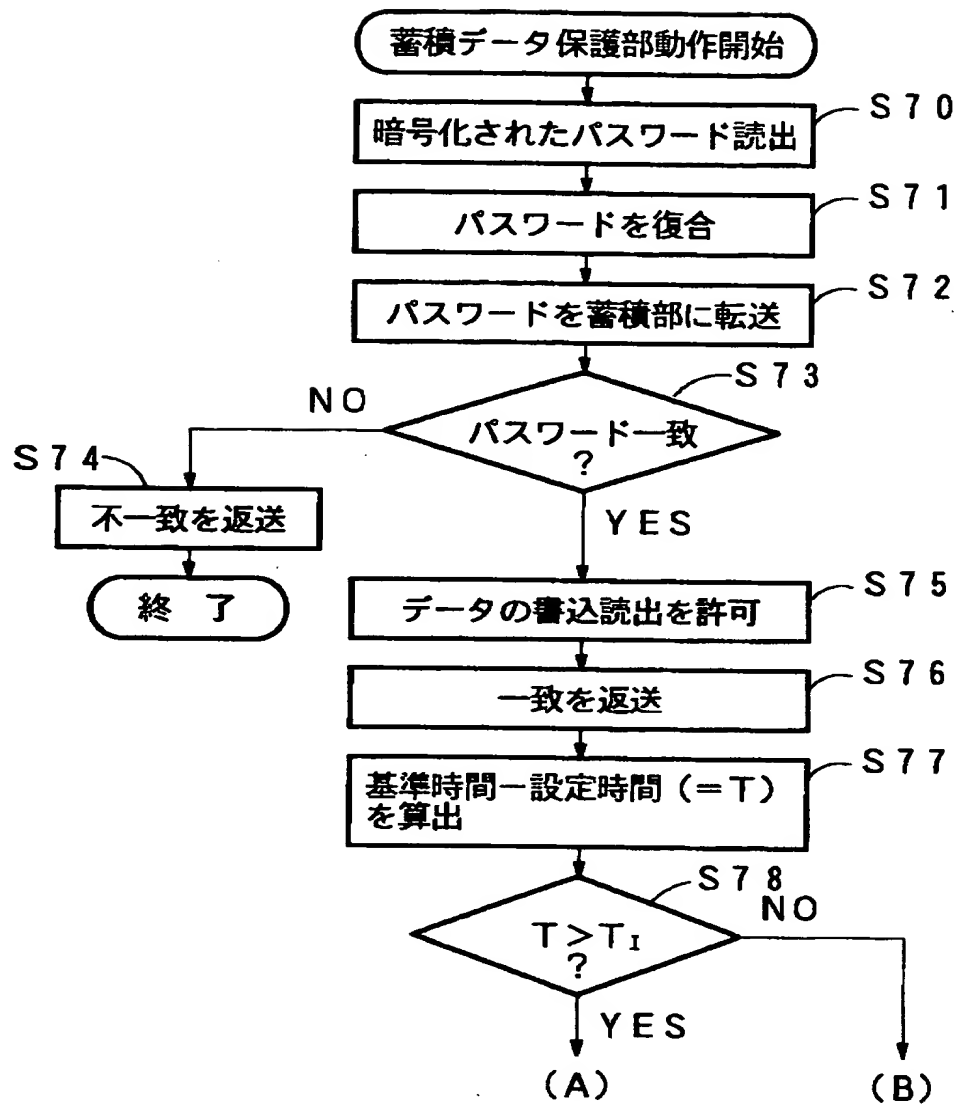 蓄積データ保護部動作開始
S70
暗号化されたパスワード読出
S71
パスワードを復合
S72
パスワードを蓄積部に転送
S73
NO
パスワード一致
?
S74
不一致を返送
YES
終 了
S75
データの書込読出を許可
S76
一致を返送
S77
基準時間-設定時間(=T)
を算出
S78
NO
T>TI
?
YES
(A)
(B)